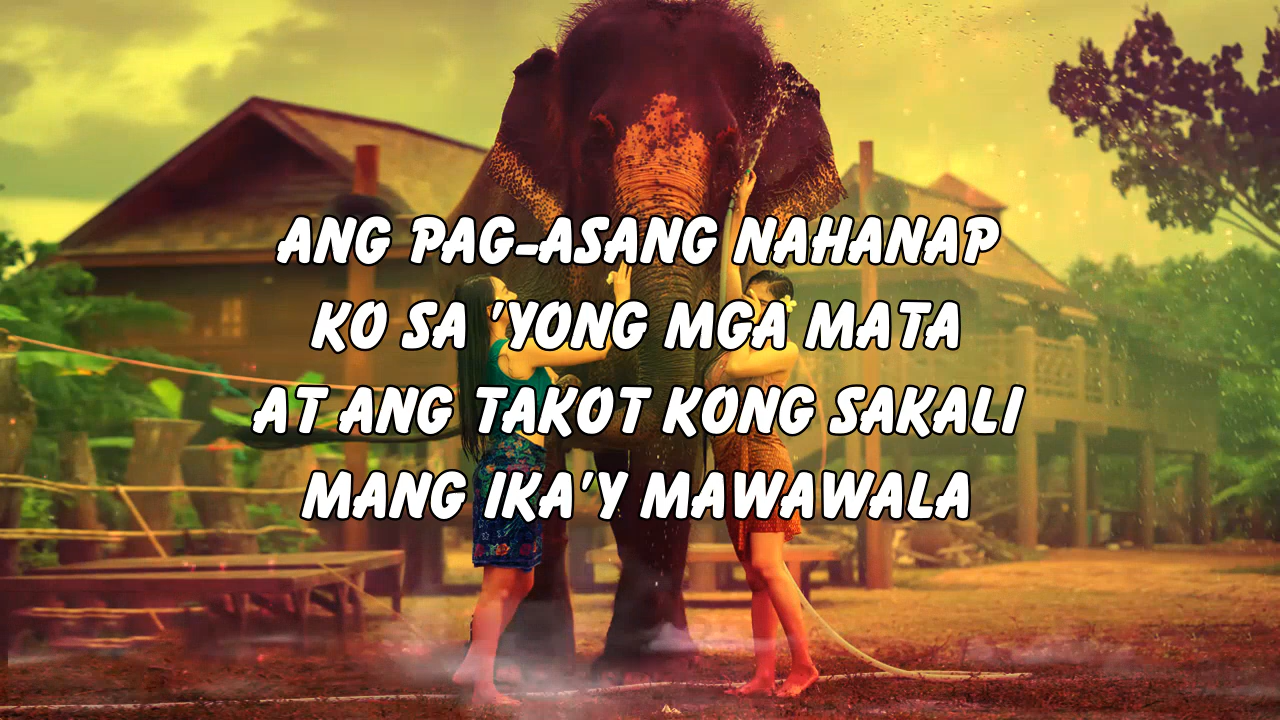 ANG PAG-ASANG NAHANAP
KO SA 'YONG MGA MATA
AT ANG TAKOT KONG SAKALI
MANG IKA'Y MAWAWALA